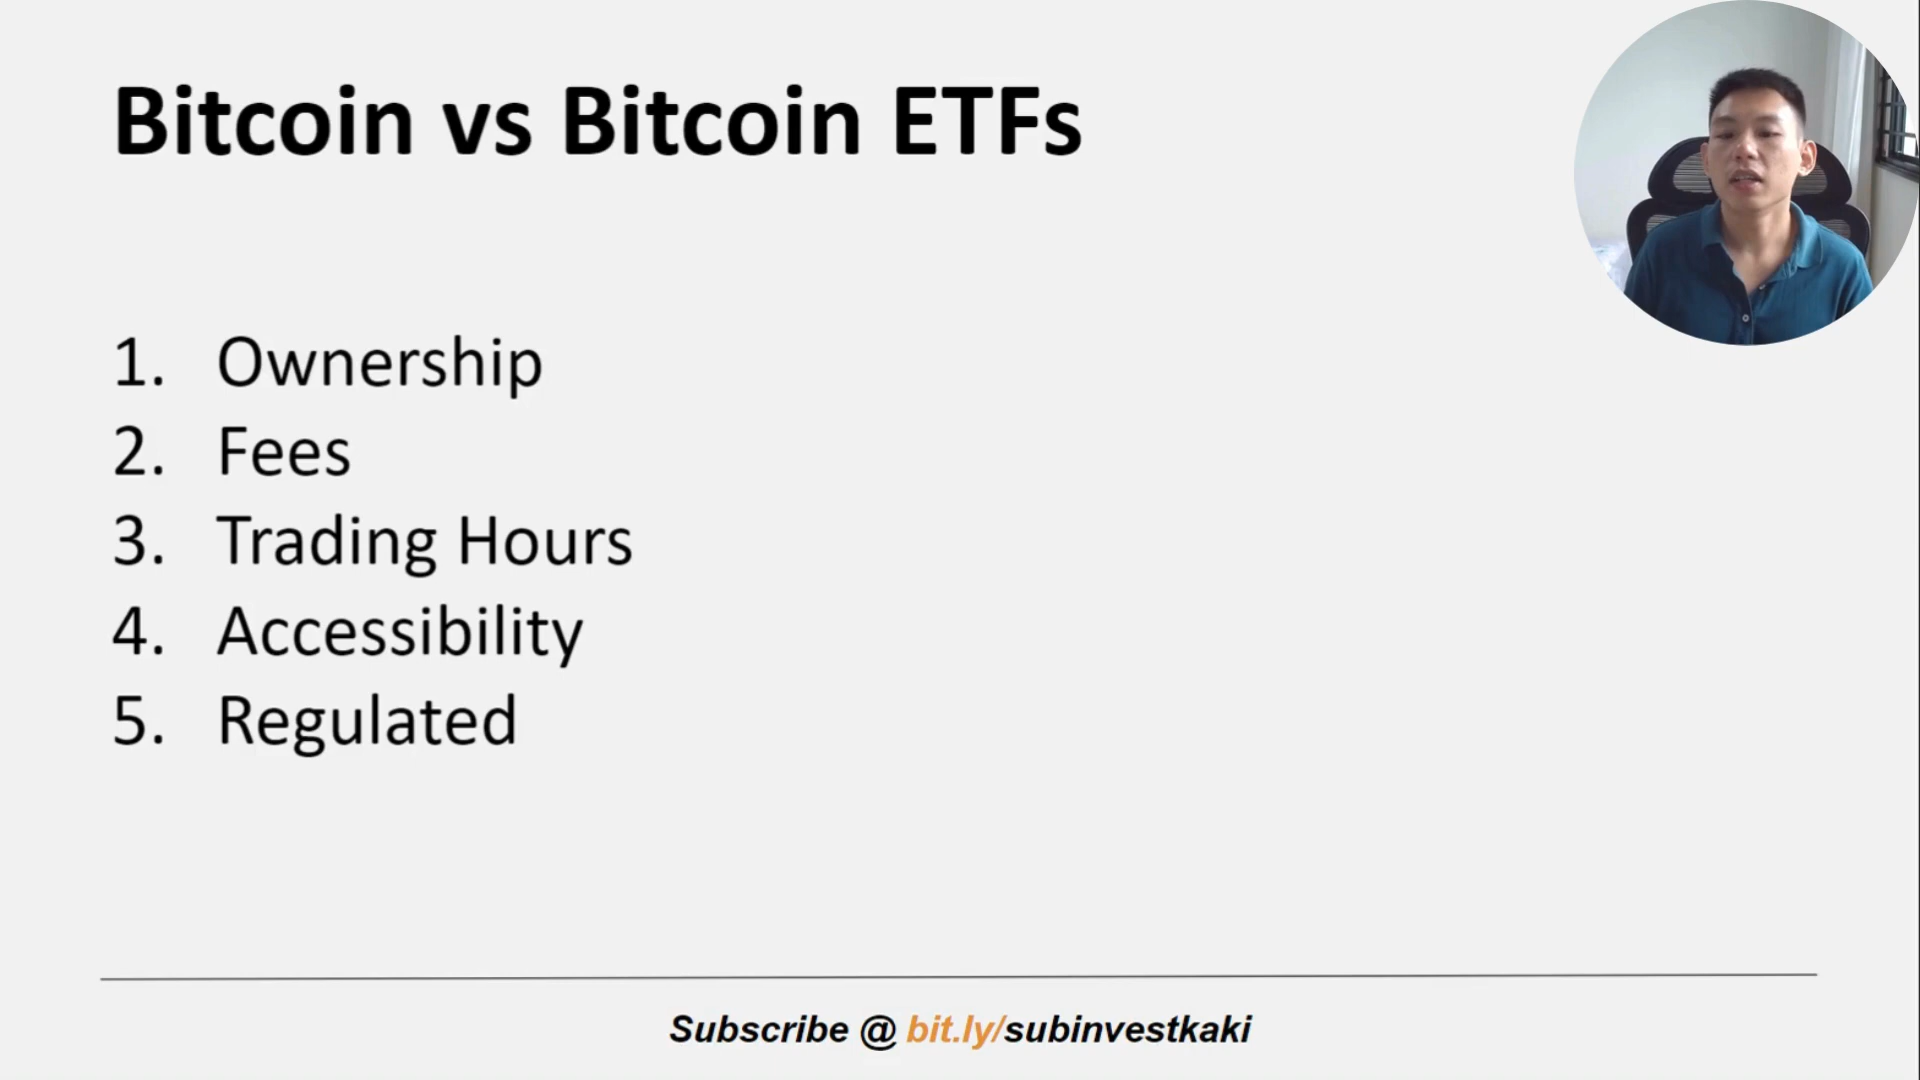 Bitcoin vs Bitcoin ETFs
1. Ownership
2. Fees
3. Trading Hours
4. Accessibility
5. Regulated
Subscribe @ bit.ly/subinvestkaki